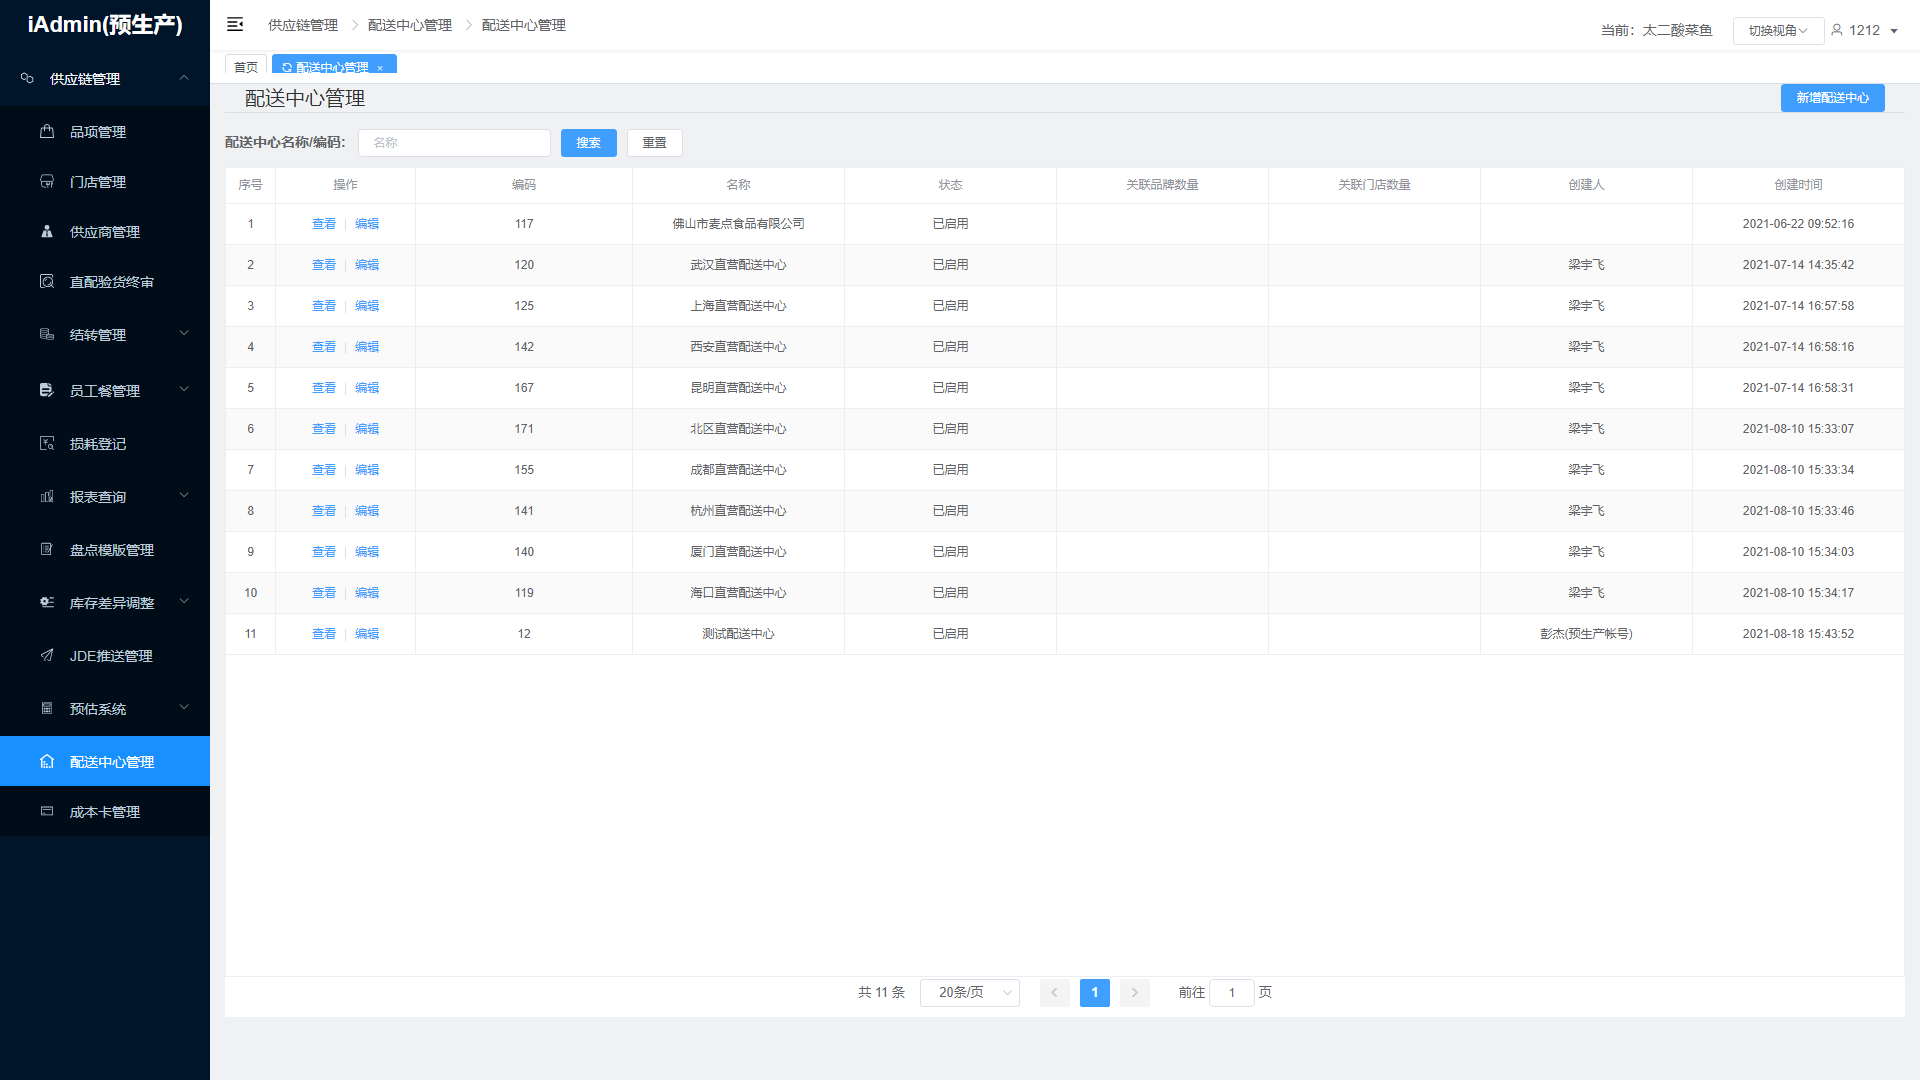 iAdmin(预生产)
供应链管理
品项管理
门店管理
供应商管理
直配验货终审
结转管理
员工餐管理
损耗登记
报表查询
盘点模版管理
库存差异调整
JDE推送管理
预估系统
配送中心管理
成本卡管理
供应链管理 配送中心管理 配送中心管理
当前：太二酸菜鱼 切换视角 1212
首页 配送中心管理 ×
配送中心管理 新增配送中心
配送中心名称/编码: 名称 搜索 重置
序号 操作 编码 名称 状态 关联品牌数量 关联门店数量 创建人 创建时间
1 查看 编辑 117 佛山市麦点食品有限公司 已启用 2021-06-22 09:52:16
2 查看 编辑 120 武汉直营配送中心 已启用 梁宇飞 2021-07-14 14:35:42
3 查看 编辑 125 上海直营配送中心 已启用 梁宇飞 2021-07-14 16:57:58
4 查看 编辑 142 西安直营配送中心 已启用 梁宇飞 2021-07-14 16:58:16
5 查看 编辑 167 昆明直营配送中心 已启用 梁宇飞 2021-07-14 16:58:31
6 查看 编辑 171 北区直营配送中心 已启用 梁宇飞 2021-08-10 15:33:07
7 查看 编辑 155 成都直营配送中心 已启用 梁宇飞 2021-08-10 15:33:34
8 查看 编辑 141 杭州直营配送中心 已启用 梁宇飞 2021-08-10 15:33:46
9 查看 编辑 140 厦门直营配送中心 已启用 梁宇飞 2021-08-10 15:34:03
10 查看 编辑 119 海口直营配送中心 已启用 梁宇飞 2021-08-10 15:34:17
11 查看 编辑 12 测试配送中心 已启用 彭杰(预生产帐号) 2021-08-18 15:43:52
共 11 条 20条/页 1 前往 1 页